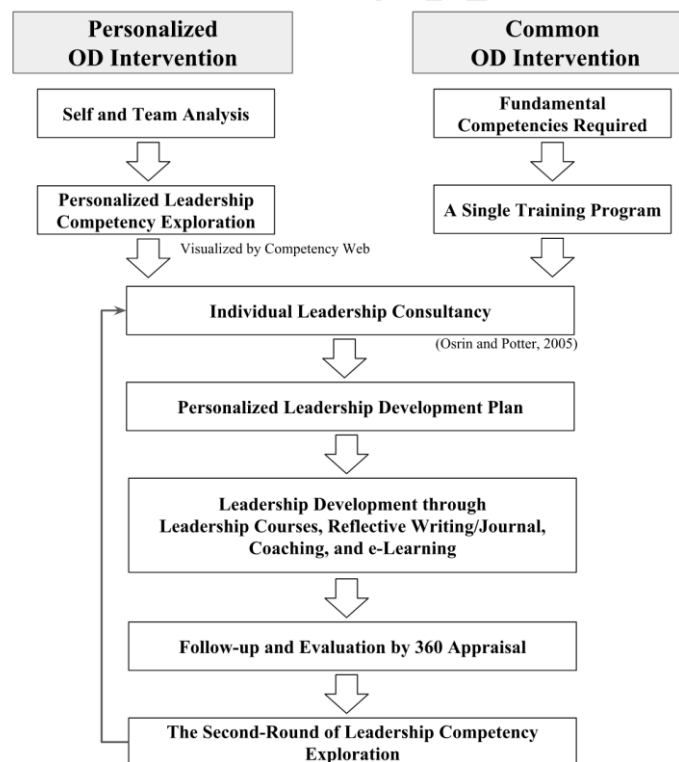 Personalized
OD Intervention
Common
OD Intervention
Self and Team Analysis
Fundamental
Competencies Required
Personalized Leadership
Competency Exploration
A Single Training Program
Visualized by Competency Web
Individual Leadership Consultancy
(Osrin and Potter, 2005)
Personalized Leadership Development Plan
Leadership Development through
Leadership Courses, Reflective Writing/Journal,
Coaching, and e-Learning
Follow-up and Evaluation by 360 Appraisal
The Second-Round of Leadership Competency
Exploration